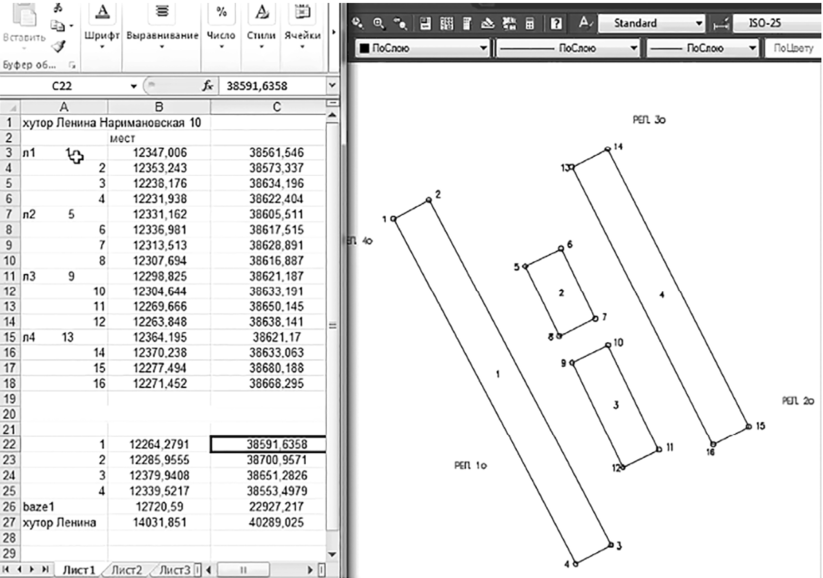 Вставить
Шрифт Выравнивание Число Стили Ячейки
Буфер об...
C22 fx 38591,6358
A B C
1 хутор Ленина Наримановская 10
2 мест
3 л1 1 12347,006 38561,546
4 2 12353,243 38573,337
5 3 12238,176 38634,196
6 4 12231,938 38622,404
7 л2 5 12331,162 38605,511
8 6 12336,981 38617,515
9 7 12313,513 38628,891
10 8 12307,694 38616,887
11 л3 9 12298,825 38621,187
12 10 12304,644 38633,191
13 11 12269,666 38650,145
14 12 12263,848 38638,141
15 л4 13 12364,195 38621,17
16 14 12370,238 38633,063
17 15 12277,494 38680,188
18 16 12271,452 38668,295
19
20
21
22 1 12264,2791 38591,6358
23 2 12285,9555 38700,9571
24 3 12379,9408 38651,2826
25 4 12339,5217 38553,4979
26 baze1 12720,59 22927,217
27 хутор Ленина 14031,851 40289,025
28
29
Лист1 Лист2 Лист3
Standard ISO-25
ПоСлою ПоСлою ПоСлою ПоЦвету
РЕП. 3о
14
13
2
1
ЕП. 4о
6
5
2
4
7
8
10
9
1
3
РЕП. 2о
15
11
16
РЕП. 1о
12
3
4